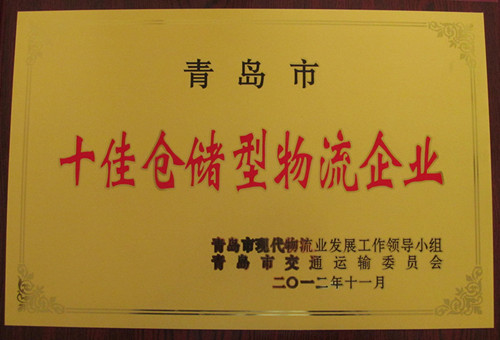 青岛市
十佳仓储型物流企业
青岛市现代物流业发展工作领导小组
青岛市交通运输委员会
二〇一二年十一月